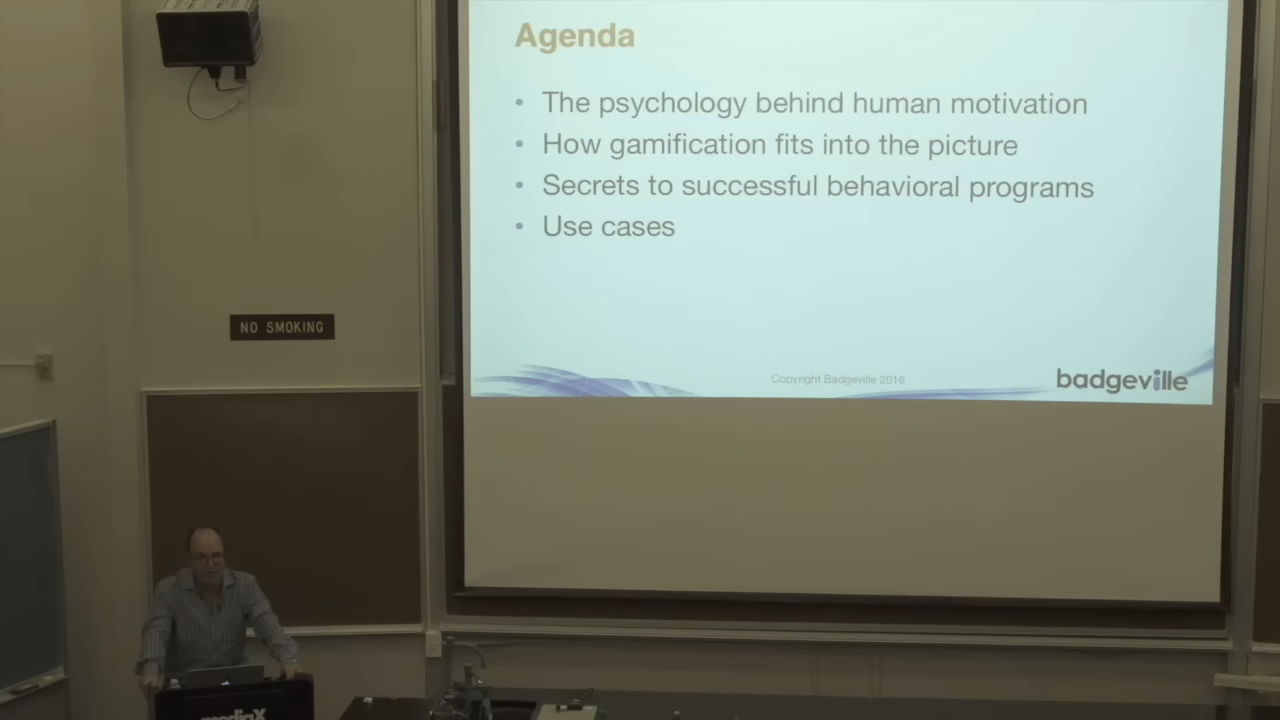 Agenda
• The psychology behind human motivation
• How gamification fits into the picture
• Secrets to successful behavioral programs
• Use cases
Copyright Badgeville 2016
badgeville
NO SMOKING
mediaX